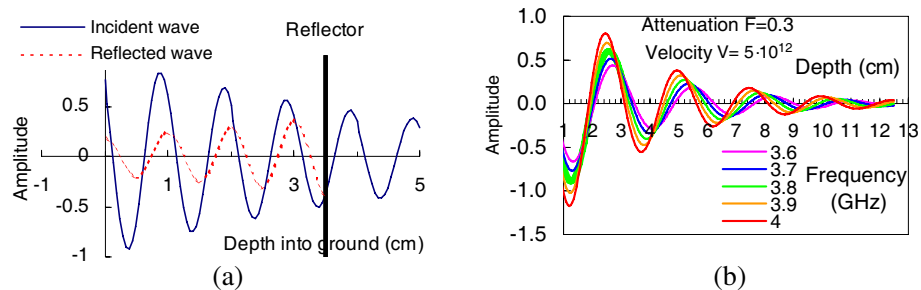 Incident wave
Reflected wave
Reflector
Amplitude
0.5
0
-0.5
-1
-1
1
3
5
Depth into ground (cm)
(a)
Attenuation F=0.3
Velocity V= 5·10¹²
Depth (cm)
Amplitude
1.0
0.5
0.0
-0.5
-1.0
-1.5
1 2 3 4 5 6 7 8 9 10 11 12 13
3.6
3.7
3.8
3.9
4
Frequency
(GHz)
(b)